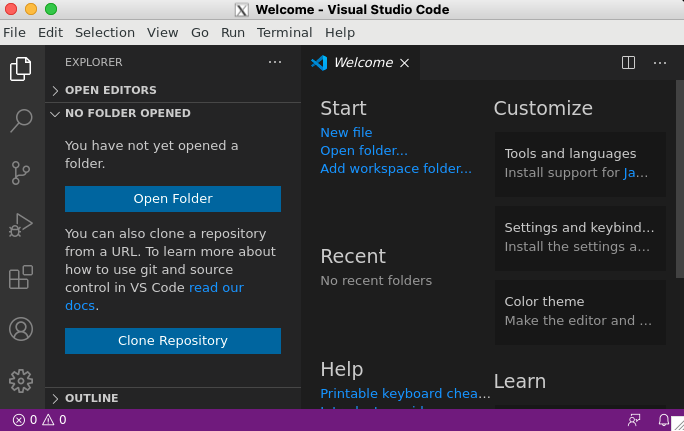 Welcome - Visual Studio Code
File Edit Selection View Go Run Terminal Help
EXPLORER
OPEN EDITORS
NO FOLDER OPENED
You have not yet opened a
folder.
Open Folder
You can also clone a repository
from a URL. To learn more about
how to use git and source
control in VS Code read our
docs.
Clone Repository
OUTLINE
Welcome
Start
New file
Open folder...
Add workspace folder...
Recent
No recent folders
Help
Printable keyboard chea...
Customize
Tools and languages
Install support for Ja...
Settings and keybind...
Install the settings a...
Color theme
Make the editor and ...
Learn
0 0